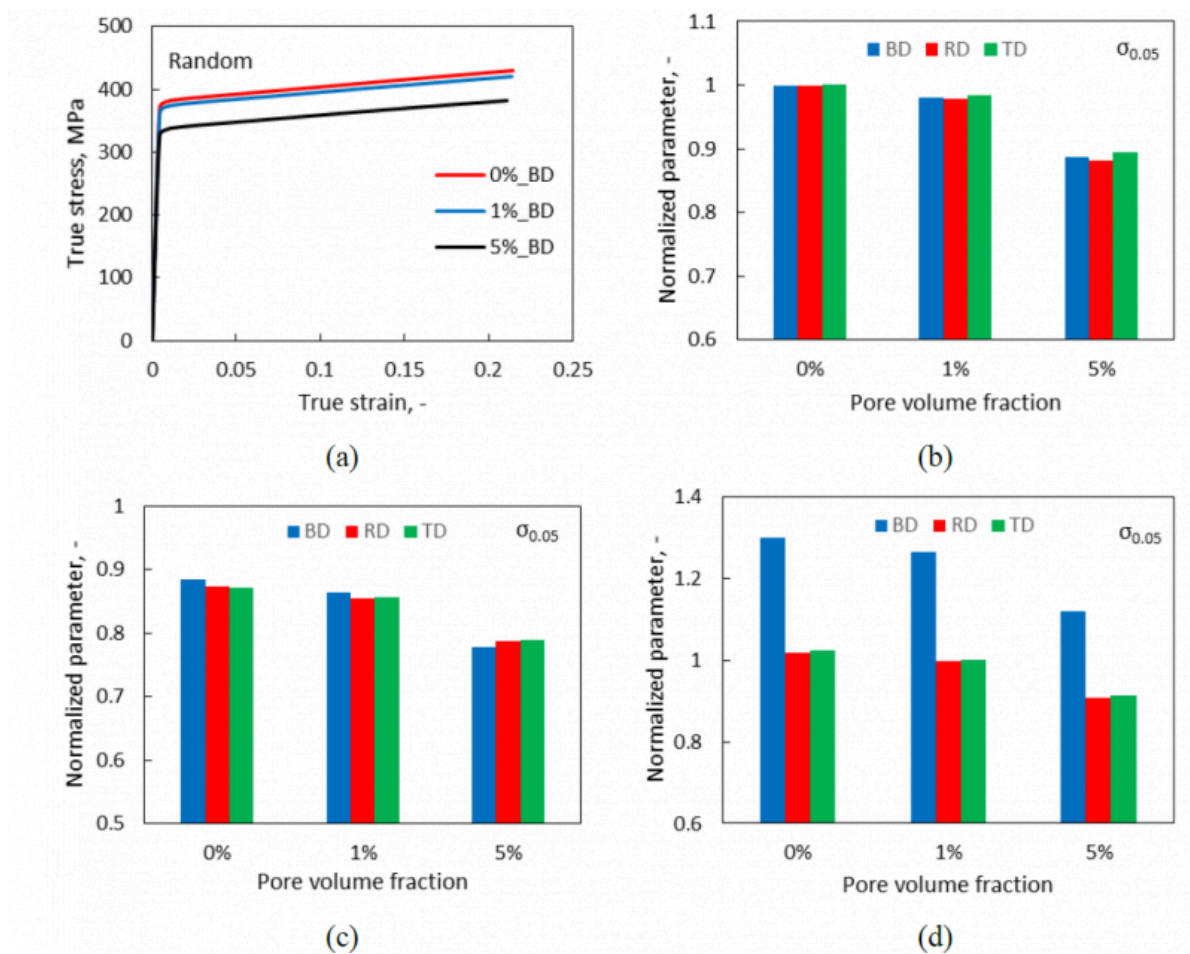 500
400
300
200
100
0
True stress, MPa
Random
0%_BD
1%_BD
5%_BD
0 0.05 0.1 0.15 0.2 0.25
True strain, -
(a)
1.1
1
0.9
0.8
0.7
0.6
Normalized parameter, -
BD RD TD σ0.05
0% 1% 5%
Pore volume fraction
(b)
1
0.9
0.8
0.7
0.6
0.5
Normalized parameter, -
BD RD TD σ0.05
0% 1% 5%
Pore volume fraction
(c)
1.4
1.2
1
0.8
0.6
Normalized parameter, -
BD RD TD σ0.05
0% 1% 5%
Pore volume fraction
(d)